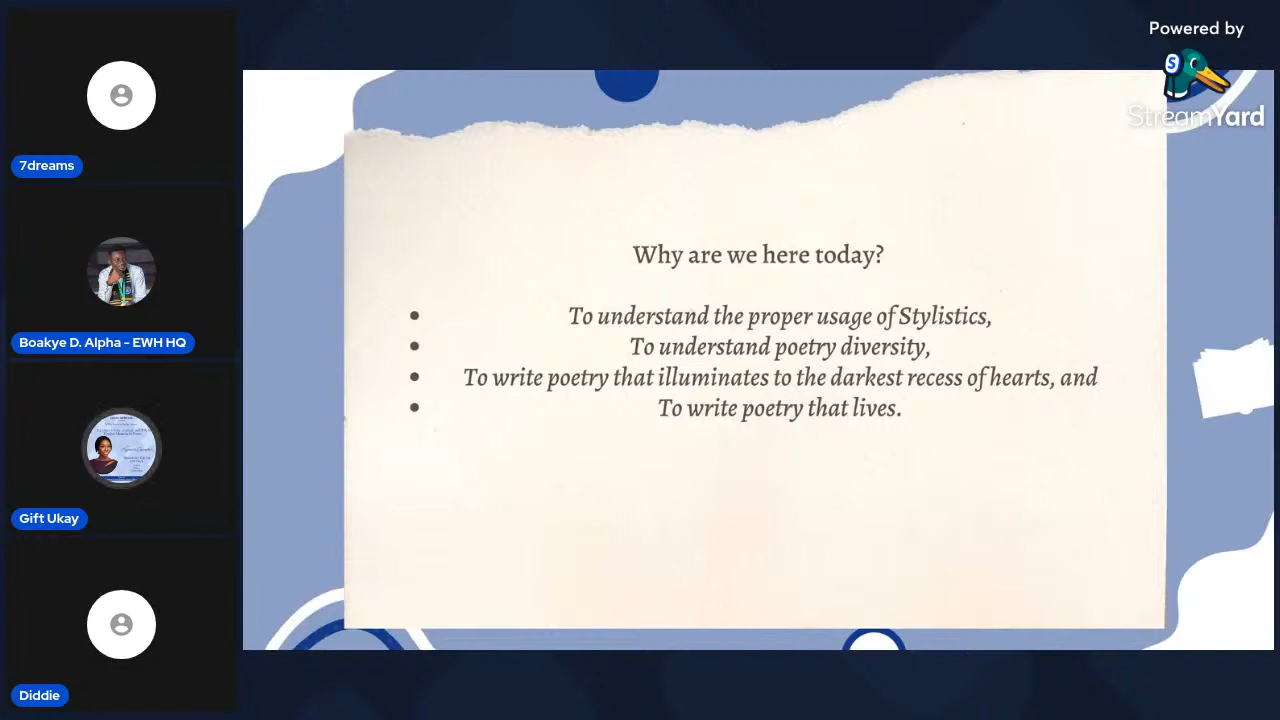 Powered by
S
StreamYard
7dreams
Boakye D. Alpha - EWH HQ
Gift Ukay
Diddie
Why are we here today?
• To understand the proper usage of Stylistics,
• To understand poetry diversity,
• To write poetry that illuminates to the darkest recess of hearts, and
• To write poetry that lives.